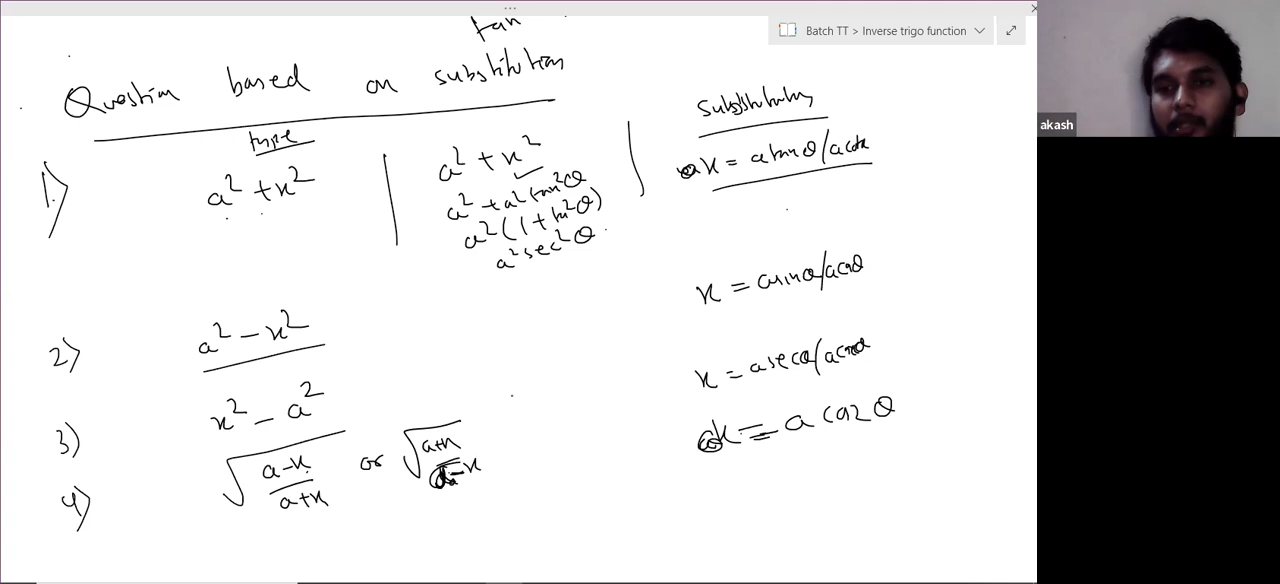 tan
Batch TT > Inverse trigo function
Question based on substitution
type
substitution
1) a² + x² | a² + x² | x = a tanθ/a cotθ
a² + a² tan²θ
a² (1 + tan²θ)
a² sec²θ
akash
x = a sinθ/a cosθ
2) a² – x²
x = a secθ/a
3) x² – a²
x = a cos2θ
4) √(a-x/a+x) or √(a+x/a-x)